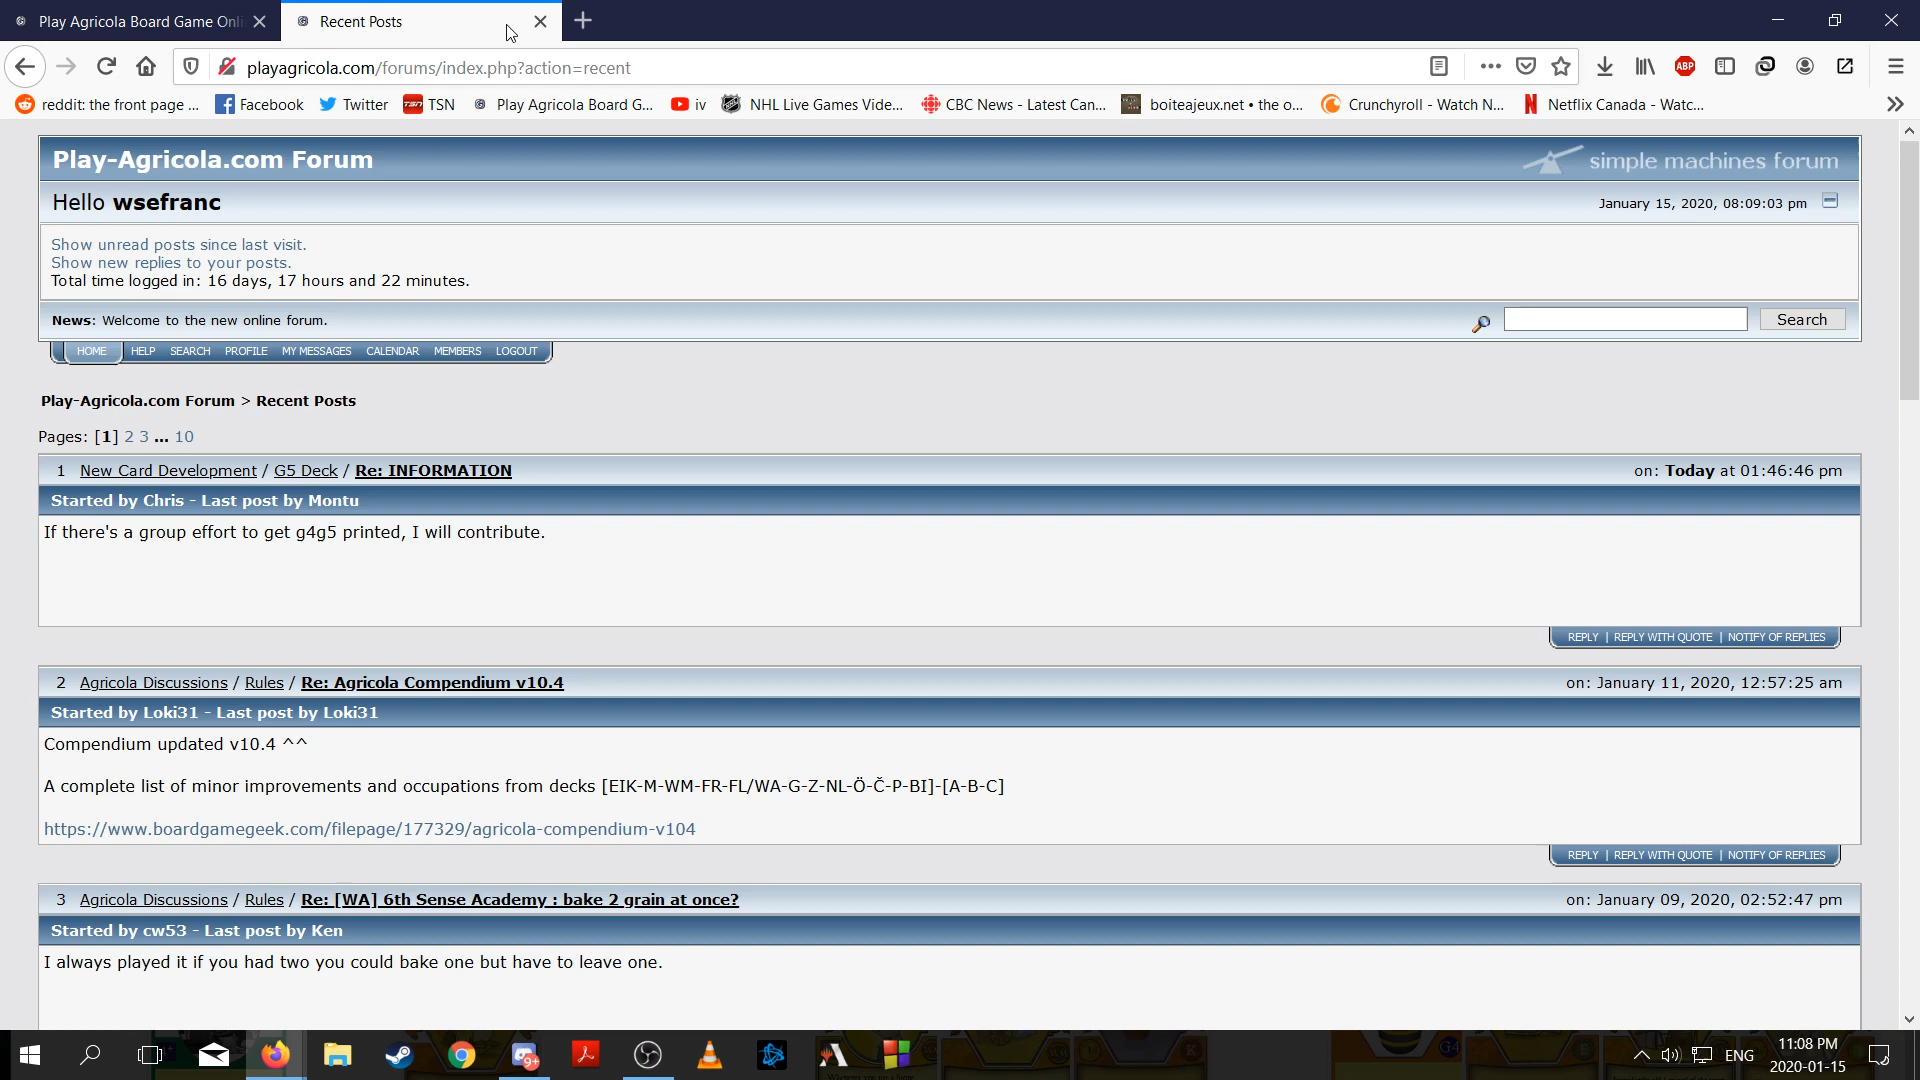 Play Agricola Board Game Onli
Recent Posts
playagricola.com/forums/index.php?action=recent
ABP
reddit: the front page ...
Facebook
Twitter
TSN
Play Agricola Board G...
iv
NHL Live Games Vide...
CBC News - Latest Can...
boiteajeux.net • the o...
Crunchyroll - Watch N...
Netflix Canada - Watc...
Play-Agricola.com Forum
simple machines forum
Hello wsefranc
January 15, 2020, 08:09:03 pm
Show unread posts since last visit.
Show new replies to your posts.
Total time logged in: 16 days, 17 hours and 22 minutes.
News: Welcome to the new online forum.
Search
HOME HELP SEARCH PROFILE MY MESSAGES CALENDAR MEMBERS LOGOUT
Play-Agricola.com Forum > Recent Posts
Pages: [1] 2 3 ... 10
1 New Card Development / G5 Deck / Re: INFORMATION
on: Today at 01:46:46 pm
Started by Chris - Last post by Montu
If there's a group effort to get g4g5 printed, I will contribute.
REPLY | REPLY WITH QUOTE | NOTIFY OF REPLIES
2 Agricola Discussions / Rules / Re: Agricola Compendium v10.4
on: January 11, 2020, 12:57:25 am
Started by Loki31 - Last post by Loki31
Compendium updated v10.4 ^^
A complete list of minor improvements and occupations from decks [EIK-M-WM-FR-FL/WA-G-Z-NL-Ö-Č-P-BI]-[A-B-C]
https://www.boardgamegeek.com/filepage/177329/agricola-compendium-v104
REPLY | REPLY WITH QUOTE | NOTIFY OF REPLIES
3 Agricola Discussions / Rules / Re: [WA] 6th Sense Academy : bake 2 grain at once?
on: January 09, 2020, 02:52:47 pm
Started by cw53 - Last post by Ken
I always played it if you had two you could bake one but have to leave one.
9+
ENG
11:08 PM
2020-01-15